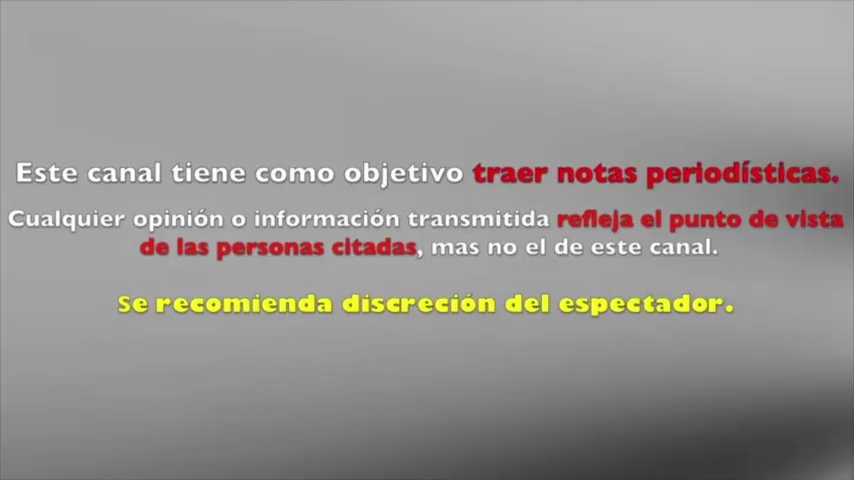 Este canal tiene como objetivo traer notas periodísticas.
Cualquier opinión o información transmitida refleja el punto de vista
de las personas citadas, mas no el de este canal.
Se recomienda discreción del espectador.